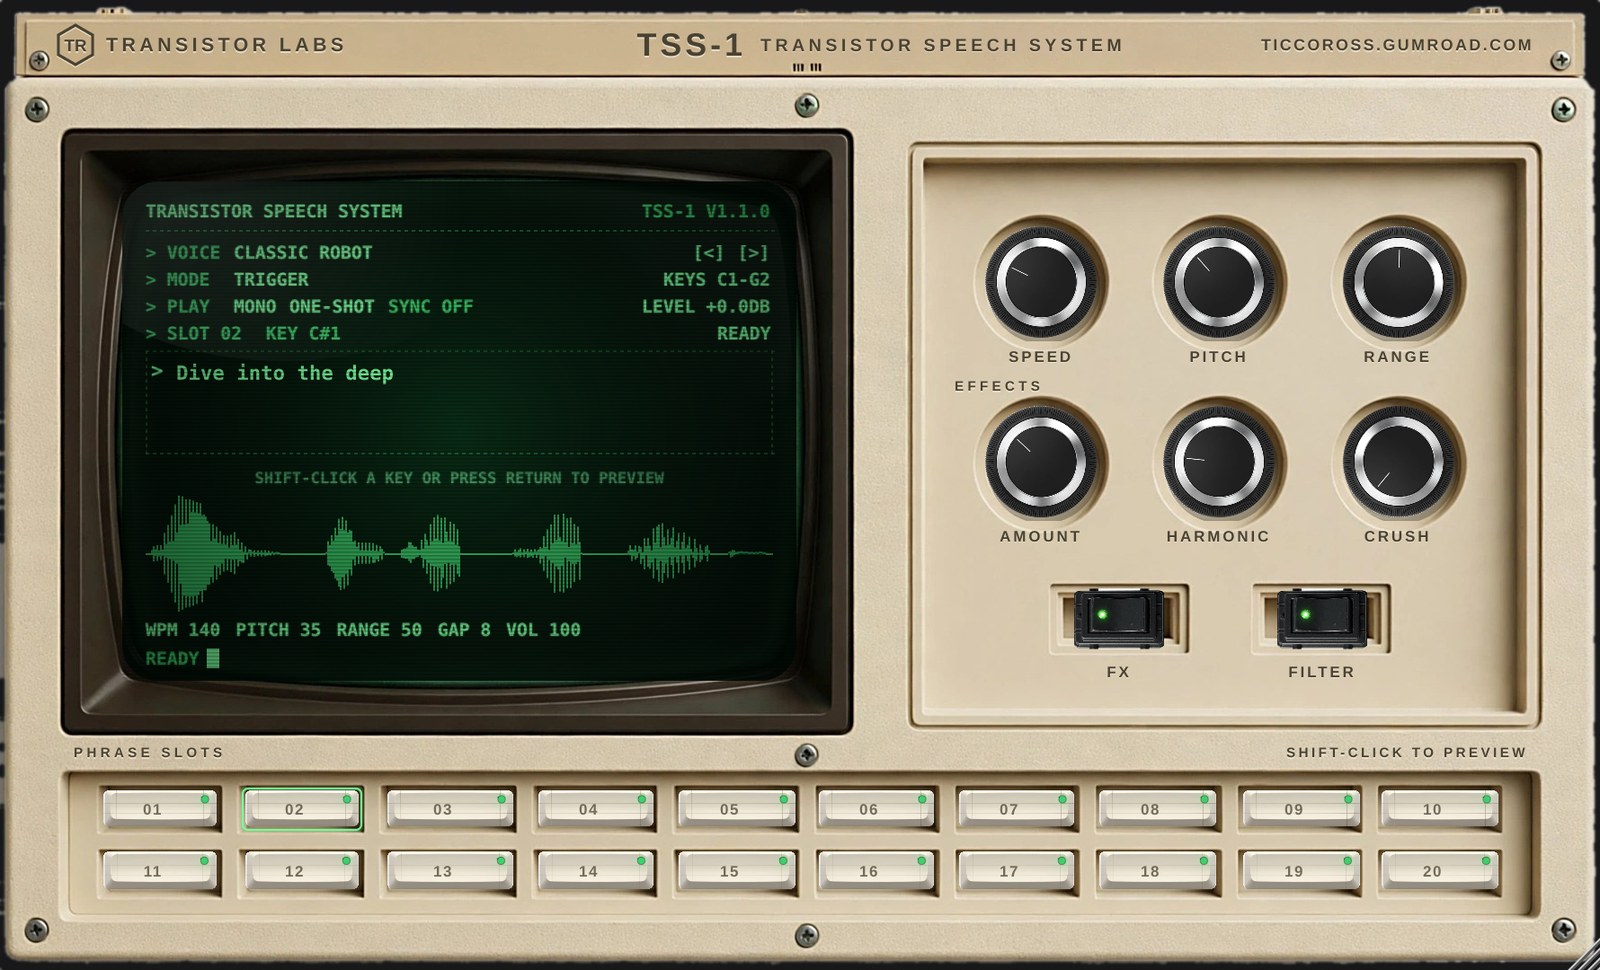 TR TRANSISTOR LABS
TSS-1 TRANSISTOR SPEECH SYSTEM
TICCOROSS.GUMROAD.COM
TRANSISTOR SPEECH SYSTEM TSS-1 V1.1.0
> VOICE CLASSIC ROBOT [<] [>]
> MODE TRIGGER KEYS C1-G2
> PLAY MONO ONE-SHOT SYNC OFF LEVEL +0.0DB
> SLOT 02 KEY C#1 READY
> Dive into the deep
SHIFT-CLICK A KEY OR PRESS RETURN TO PREVIEW
WPM 140 PITCH 35 RANGE 50 GAP 8 VOL 100
READY
SPEED PITCH RANGE
EFFECTS
AMOUNT HARMONIC CRUSH
FX FILTER
PHRASE SLOTS SHIFT-CLICK TO PREVIEW
01 02 03 04 05 06 07 08 09 10
11 12 13 14 15 16 17 18 19 20